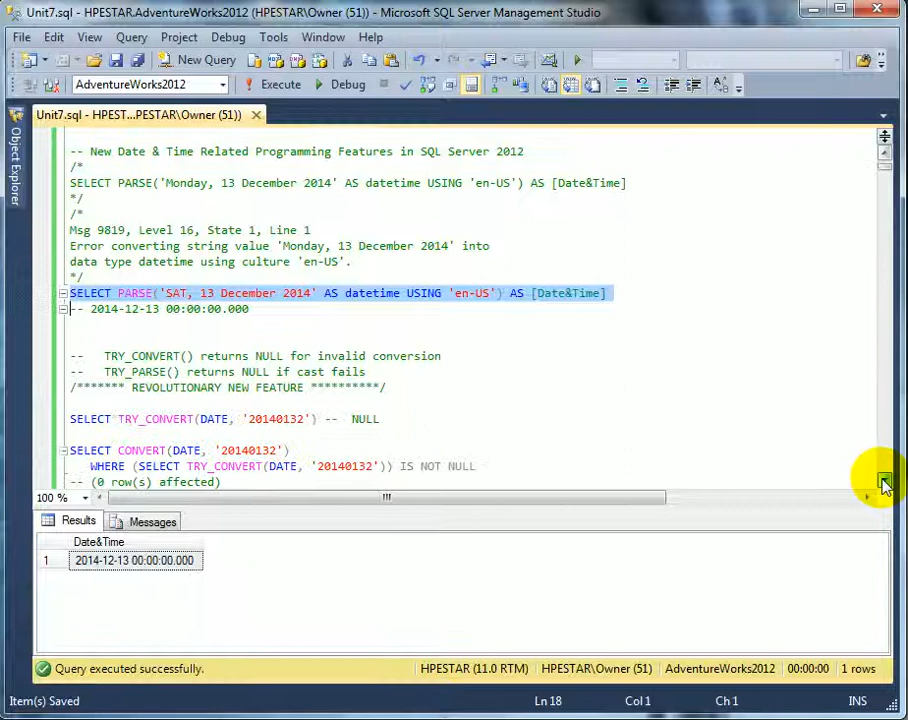 Unit7.sql - HPESTAR.AdventureWorks2012 (HPESTAR\Owner (51)) - Microsoft SQL Server Management Studio
File Edit View Query Project Debug Tools Window Help
New Query
AdventureWorks2012 Execute Debug
Unit7.sql - HPEST...PESTAR\Owner (51))
Object Explorer
-- New Date & Time Related Programming Features in SQL Server 2012
/*
SELECT PARSE('Monday, 13 December 2014' AS datetime USING 'en-US') AS [Date&Time]
*/
/*
Msg 9819, Level 16, State 1, Line 1
Error converting string value 'Monday, 13 December 2014' into
data type datetime using culture 'en-US'.
*/
SELECT PARSE('SAT, 13 December 2014' AS datetime USING 'en-US') AS [Date&Time]
-- 2014-12-13 00:00:00.000
-- TRY_CONVERT() returns NULL for invalid conversion
-- TRY_PARSE() returns NULL if cast fails
/******* REVOLUTIONARY NEW FEATURE **********/
SELECT TRY_CONVERT(DATE, '20140132') -- NULL
SELECT CONVERT(DATE, '20140132')
WHERE (SELECT TRY_CONVERT(DATE, '20140132')) IS NOT NULL
-- (0 row(s) affected)
100 %
Results Messages
Date&Time
1 2014-12-13 00:00:00.000
Query executed successfully. HPESTAR (11.0 RTM) HPESTAR\Owner (51) AdventureWorks2012 00:00:00 1 rows
Item(s) Saved Ln 18 Col 1 Ch 1 INS